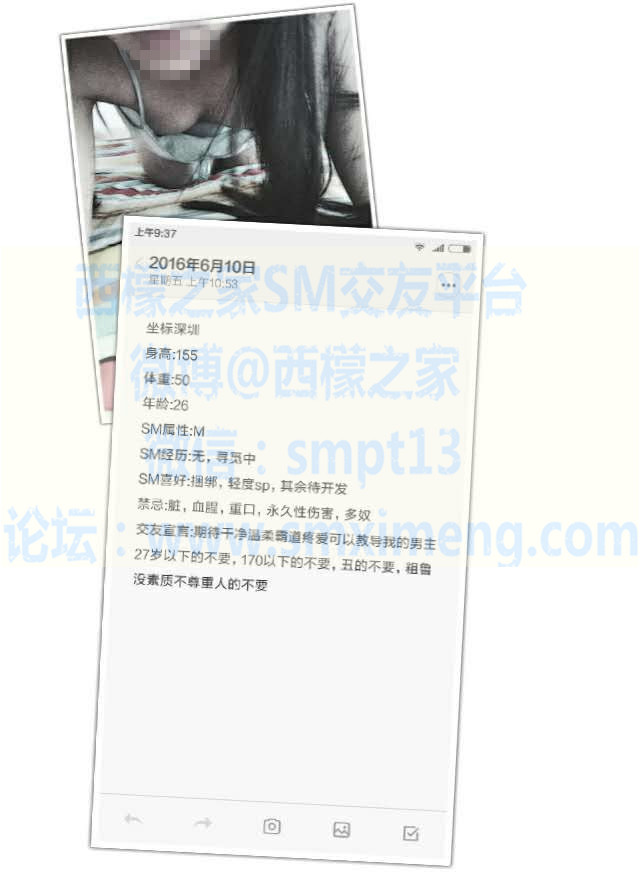 上午9:37
2016年6月10日
星期五 上午10:53
西檬之家SM交友平台
坐标深圳
身高:155
微博@西檬之家
体重:50
年龄:26
SM属性:M
微信：smpt13
SM经历:无，寻觅中
SM喜好:捆绑，轻度sp，其余待开发
禁忌:脏，血腥，重口，永久性伤害，多奴
论坛：www.smximeng.com
交友宣言:期待干净温柔霸道疼爱可以教导我的男主
27岁以下的不要，170以下的不要，丑的不要，粗鲁
没素质不尊重人的不要